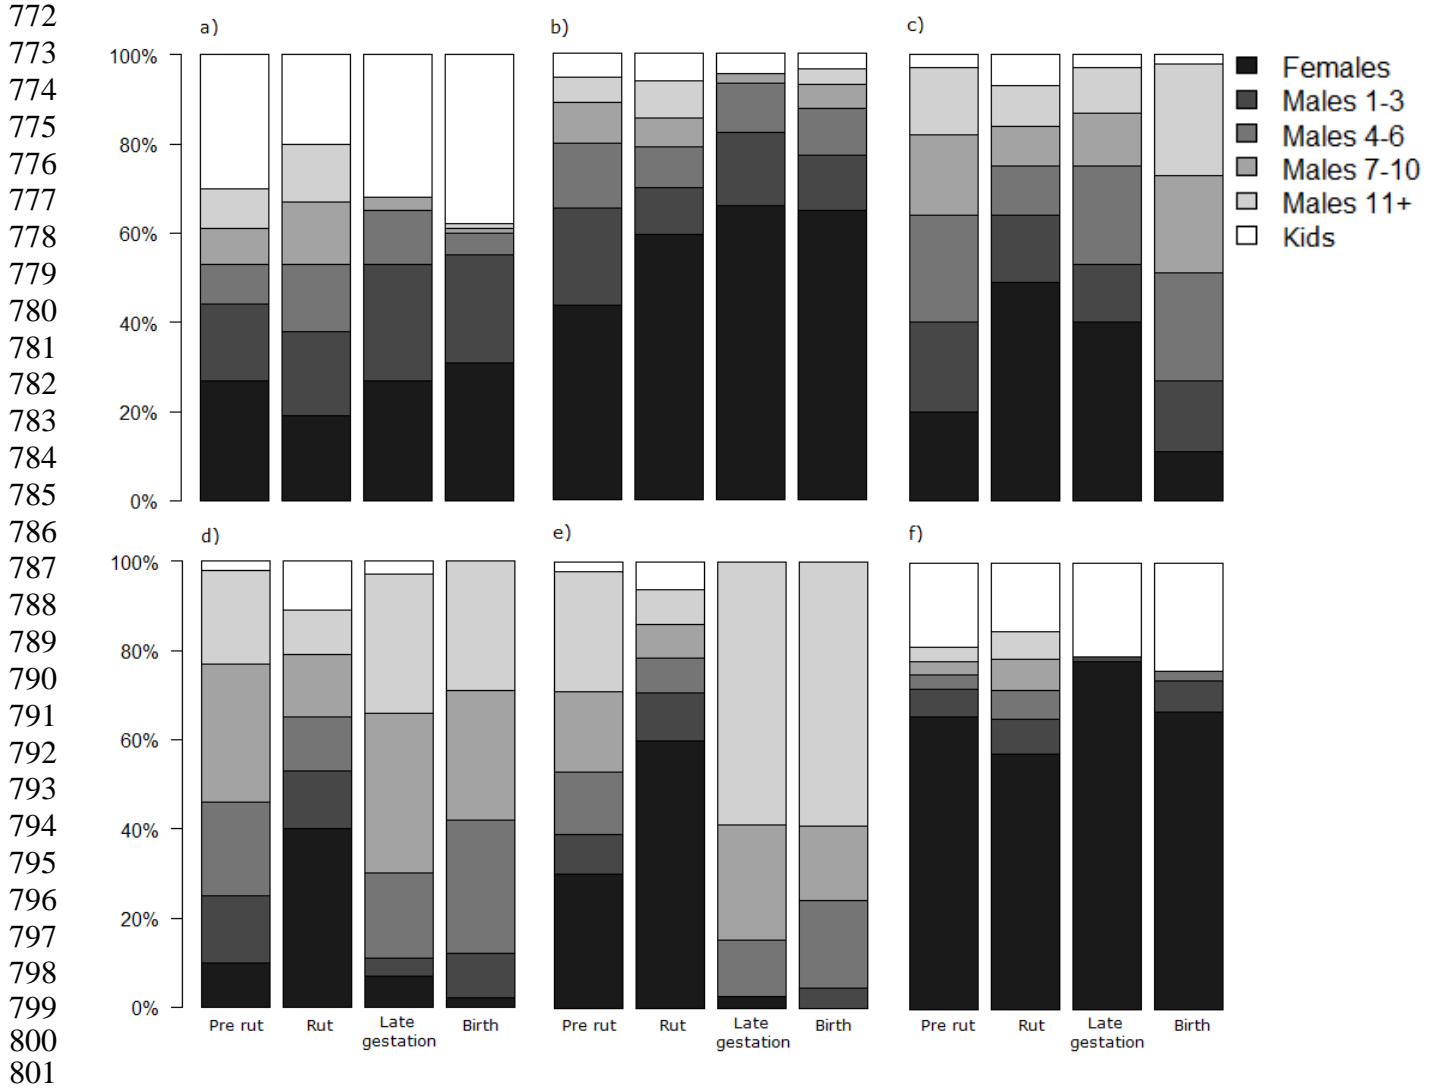 772
773
774
775
776
777
778
779
780
781
782
783
784
785
786
787
788
789
790
791
792
793
794
795
796
797
798
799
800
801
a)
b)
c)
100%
80%
60%
40%
20%
0%
Females
Males 1-3
Males 4-6
Males 7-10
Males 11+
Kids
d)
e)
f)
100%
80%
60%
40%
20%
0%
Pre rut
Rut
Late
gestation
Birth
Pre rut
Rut
Late
gestation
Birth
Pre rut
Rut
Late
gestation
Birth